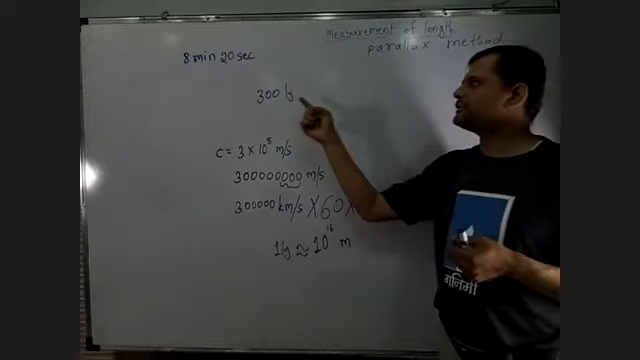 measurement of length
parallax method
8 min 20 sec
300 ly
c = 3 × 10⁸ m/s
300000000 m/s
300000 km/s × 60 ×
1ly ≈ 10¹⁶ m
गनिमी